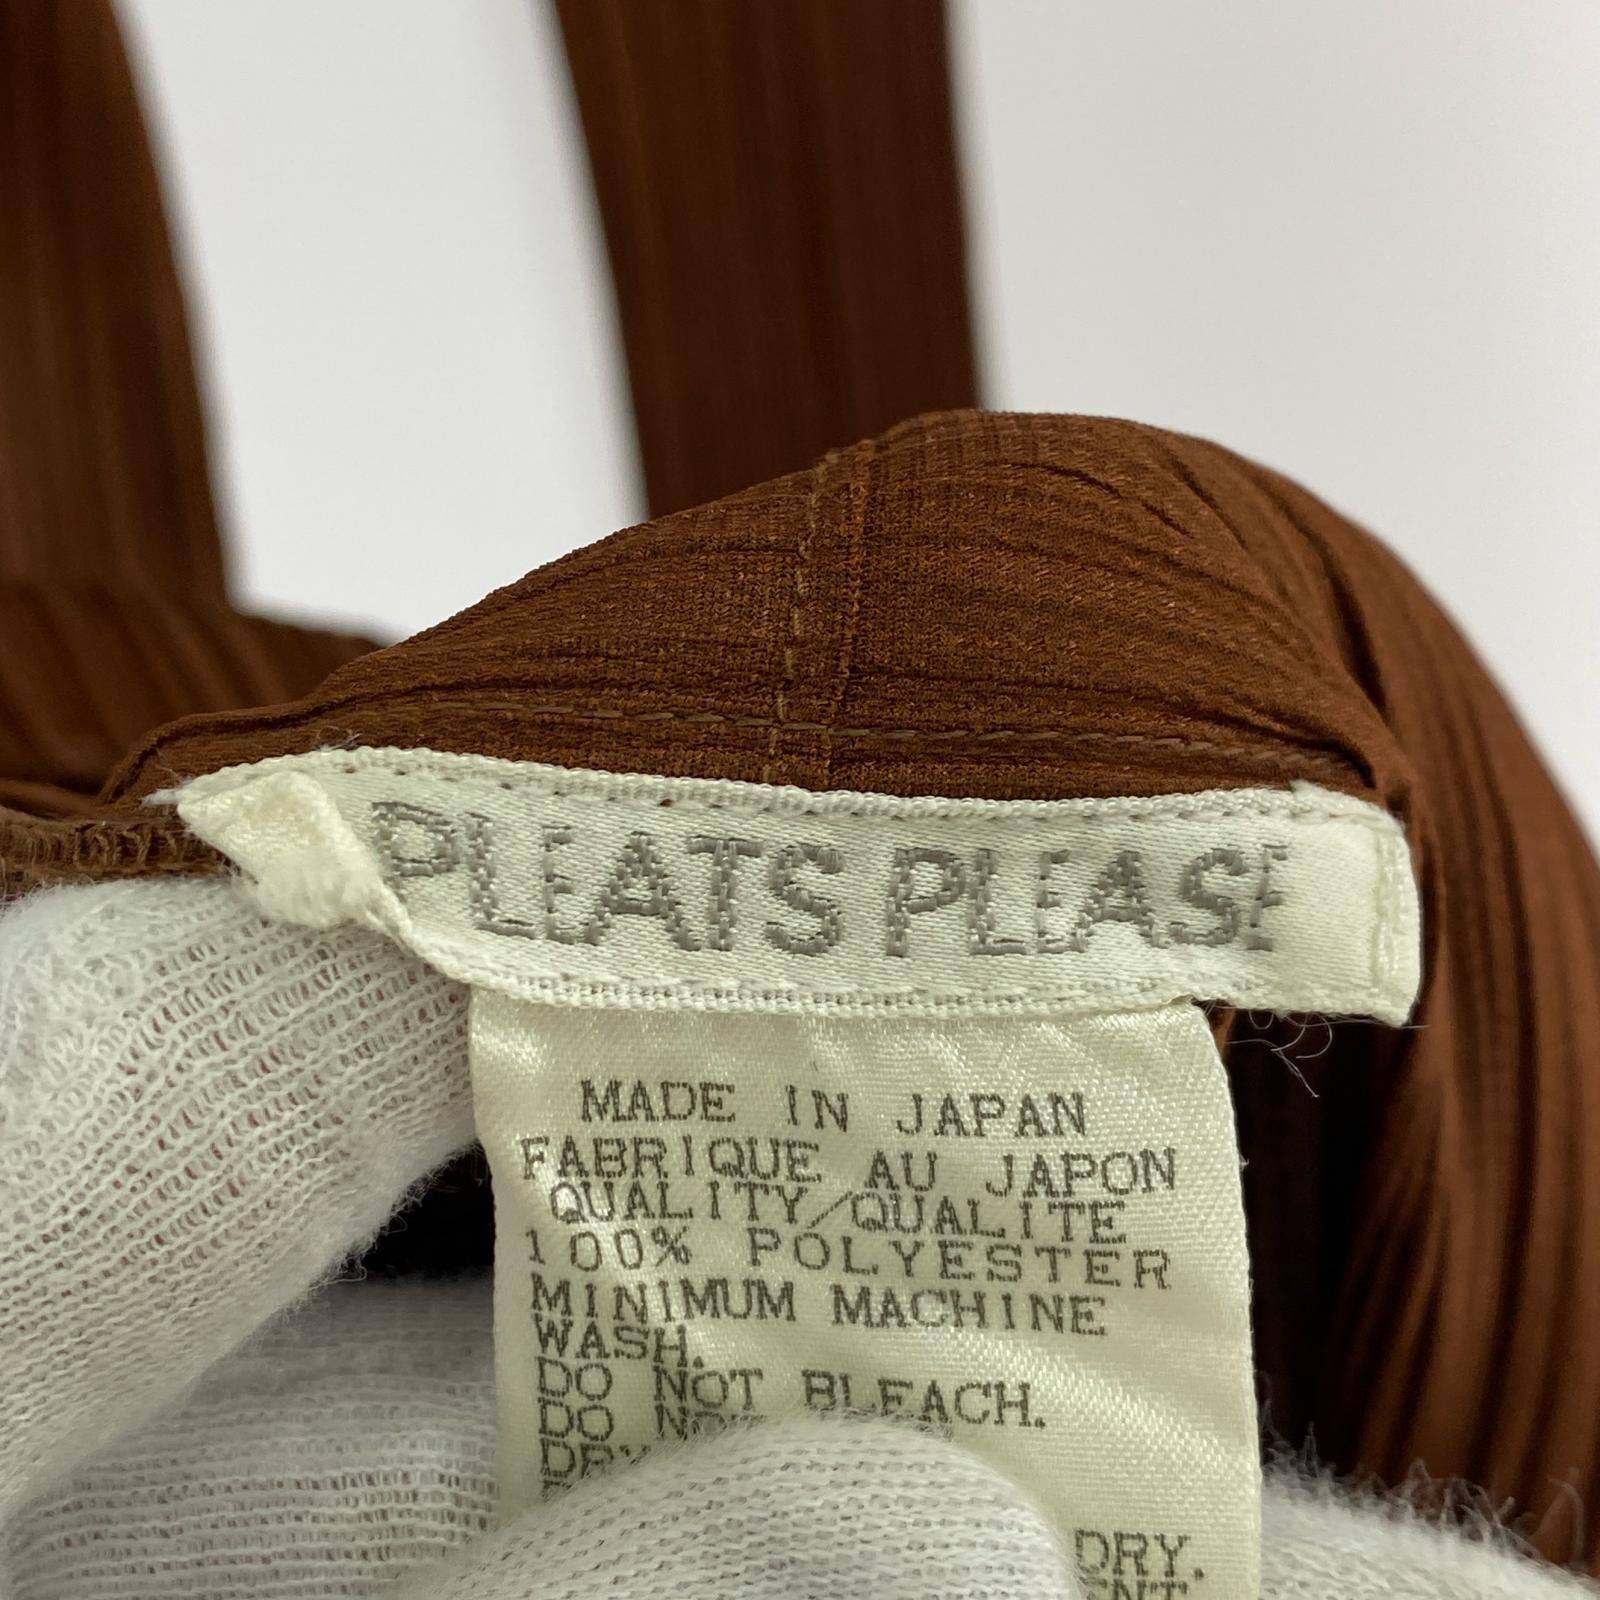 PLEATS PLEASE
MADE IN JAPAN
FABRIQUE AU JAPON
QUALITY/QUALITE
100% POLYESTER
MINIMUM MACHINE
WASH.
DO NOT BLEACH.
DO
DRY.